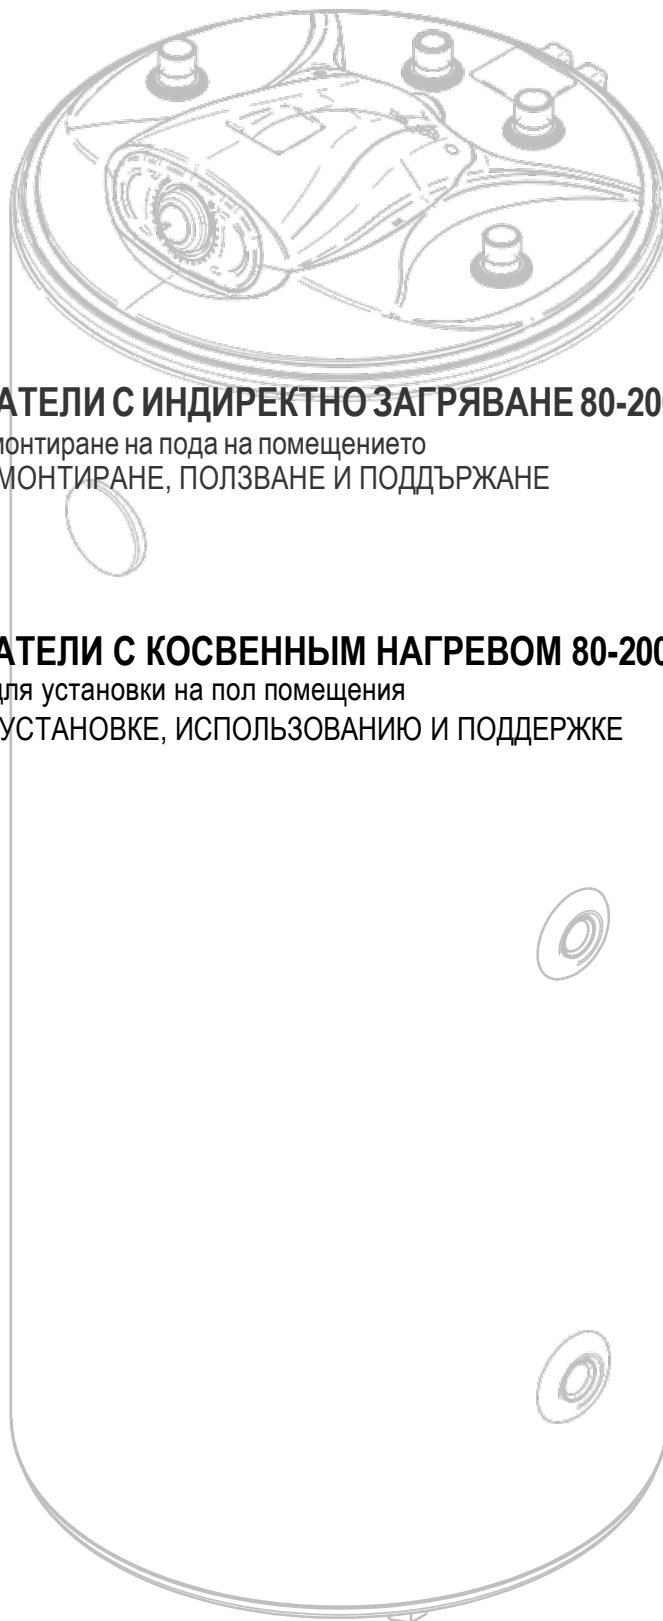 АТЕЛИ С ИНДИРЕКТНО ЗАГРЯВАНЕ 80-20
монтиране на пода на помещението
МОНТИРАНЕ, ПОЛЗВАНЕ И ПОДДЪРЖАНЕ
АТЕЛИ С КОСВЕННЫМ НАГРЕВОМ 80-200
для установки на пол помещения
УСТАНОВКЕ, ИСПОЛЬЗОВАНИЮ И ПОДДЕРЖКЕ